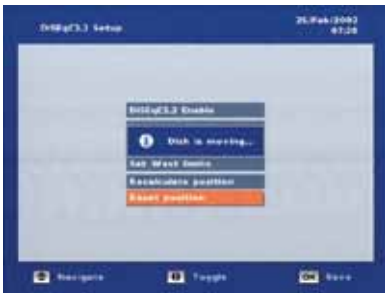 DiSEqC1.2 Setup
25/Feb/2002
07:28
DiSEqC1.2 Enable
Dish is moving...
Set West limits
Recalculate position
Reset position
Navigate
Toggle
OK Save